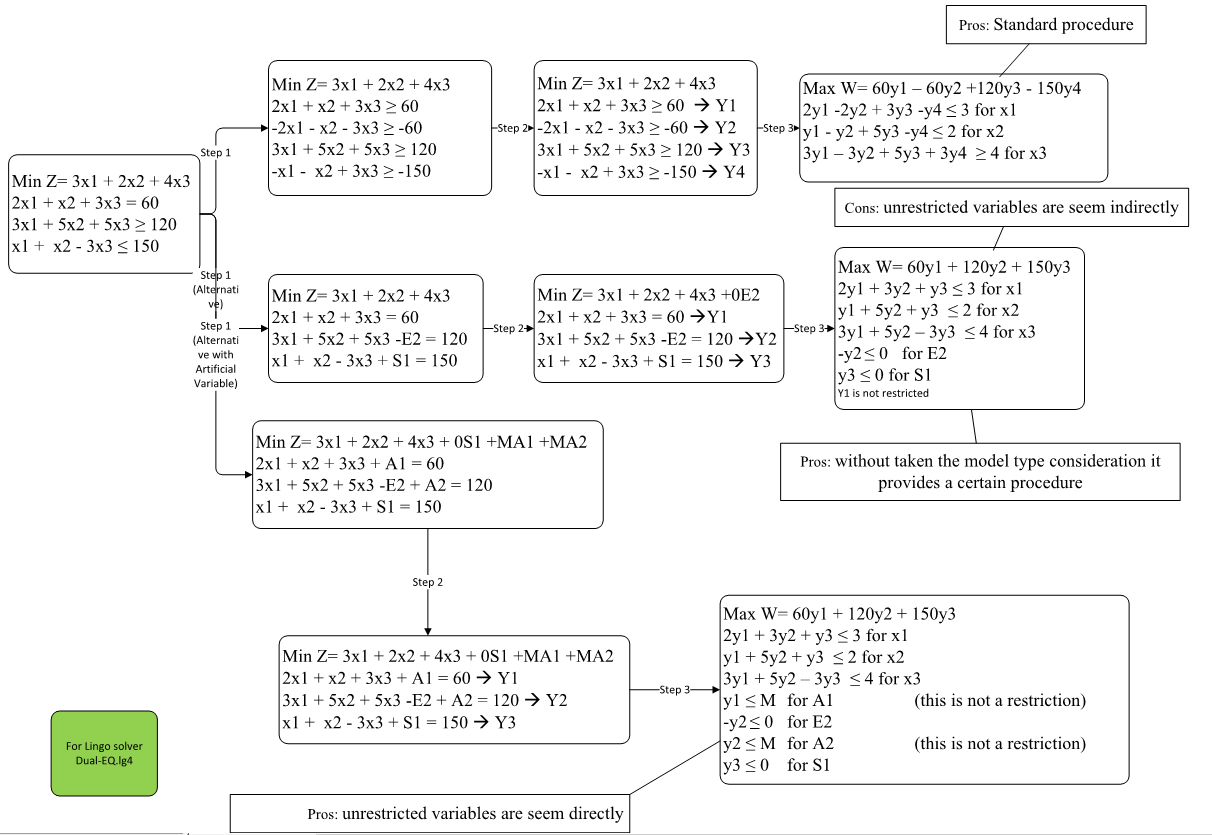 Pros: Standard procedure
Min Z= 3x1 + 2x2 + 4x3
2x1 + x2 + 3x3 = 60
3x1 + 5x2 + 5x3 ≥ 120
x1 +  x2 - 3x3 ≤ 150
Step 1
Min Z= 3x1 + 2x2 + 4x3
2x1 + x2 + 3x3 ≥ 60
-2x1 - x2 - 3x3 ≥ -60
3x1 + 5x2 + 5x3 ≥ 120
-x1 -  x2 + 3x3 ≥ -150
Step 2
Min Z= 3x1 + 2x2 + 4x3
2x1 + x2 + 3x3 ≥ 60 → Y1
-2x1 - x2 - 3x3 ≥ -60 → Y2
3x1 + 5x2 + 5x3 ≥ 120 → Y3
-x1 -  x2 + 3x3 ≥ -150 → Y4
Step 3
Max W= 60y1 – 60y2 +120y3 - 150y4
2y1 -2y2 + 3y3 -y4 ≤ 3 for x1
y1 - y2 + 5y3 -y4 ≤ 2 for x2
3y1 – 3y2 + 5y3 + 3y4  ≥ 4 for x3
Cons: unrestricted variables are seem indirectly
Step 1
(Alternati
ve)
Step 1
(Alternati
ve with
Artificial
Variable)
Min Z= 3x1 + 2x2 + 4x3
2x1 + x2 + 3x3 = 60
3x1 + 5x2 + 5x3 -E2 = 120
x1 +  x2 - 3x3 + S1 = 150
Step 2
Min Z= 3x1 + 2x2 + 4x3 +0E2
2x1 + x2 + 3x3 = 60 →Y1
3x1 + 5x2 + 5x3 -E2 = 120 →Y2
x1 +  x2 - 3x3 + S1 = 150 → Y3
Step 3
Max W= 60y1 + 120y2 + 150y3
2y1 + 3y2 + y3 ≤ 3 for x1
y1 + 5y2 + y3  ≤ 2 for x2
3y1 + 5y2 – 3y3  ≤ 4 for x3
-y2 ≤ 0   for E2
y3 ≤ 0 for S1
Y1 is not restricted
Pros: without taken the model type consideration it
provides a certain procedure
Min Z= 3x1 + 2x2 + 4x3 + 0S1 +MA1 +MA2
2x1 + x2 + 3x3 + A1 = 60
3x1 + 5x2 + 5x3 -E2 + A2 = 120
x1 +  x2 - 3x3 + S1 = 150
Step 2
Min Z= 3x1 + 2x2 + 4x3 + 0S1 +MA1 +MA2
2x1 + x2 + 3x3 + A1 = 60 → Y1
3x1 + 5x2 + 5x3 -E2 + A2 = 120 → Y2
x1 +  x2 - 3x3 + S1 = 150 → Y3
Step 3
Max W= 60y1 + 120y2 + 150y3
2y1 + 3y2 + y3 ≤ 3 for x1
y1 + 5y2 + y3  ≤ 2 for x2
3y1 + 5y2 – 3y3  ≤ 4 for x3
y1 ≤ M   for A1 (this is not a restriction)
-y2 ≤ 0   for E2
y2 ≤ M   for A2 (this is not a restriction)
y3 ≤ 0    for S1
For Lingo solver
Dual-EQ.lg4
Pros: unrestricted variables are seem directly